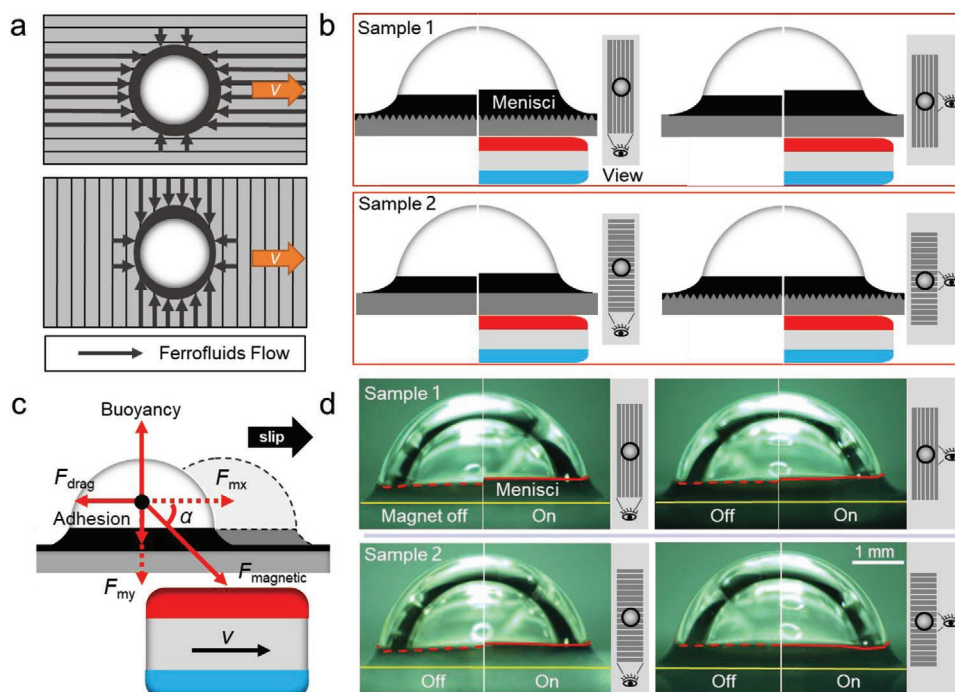 a
V
V
Ferrofluids Flow
b
Sample 1
Menisci
View
Sample 2
c
Buoyancy
slip
F_drag
F_mx
Adhesion
α
F_my
F_magnetic
V
d
Sample 1
Menisci
Magnet off On
Off On
Sample 2
1 mm
Off On
Off On